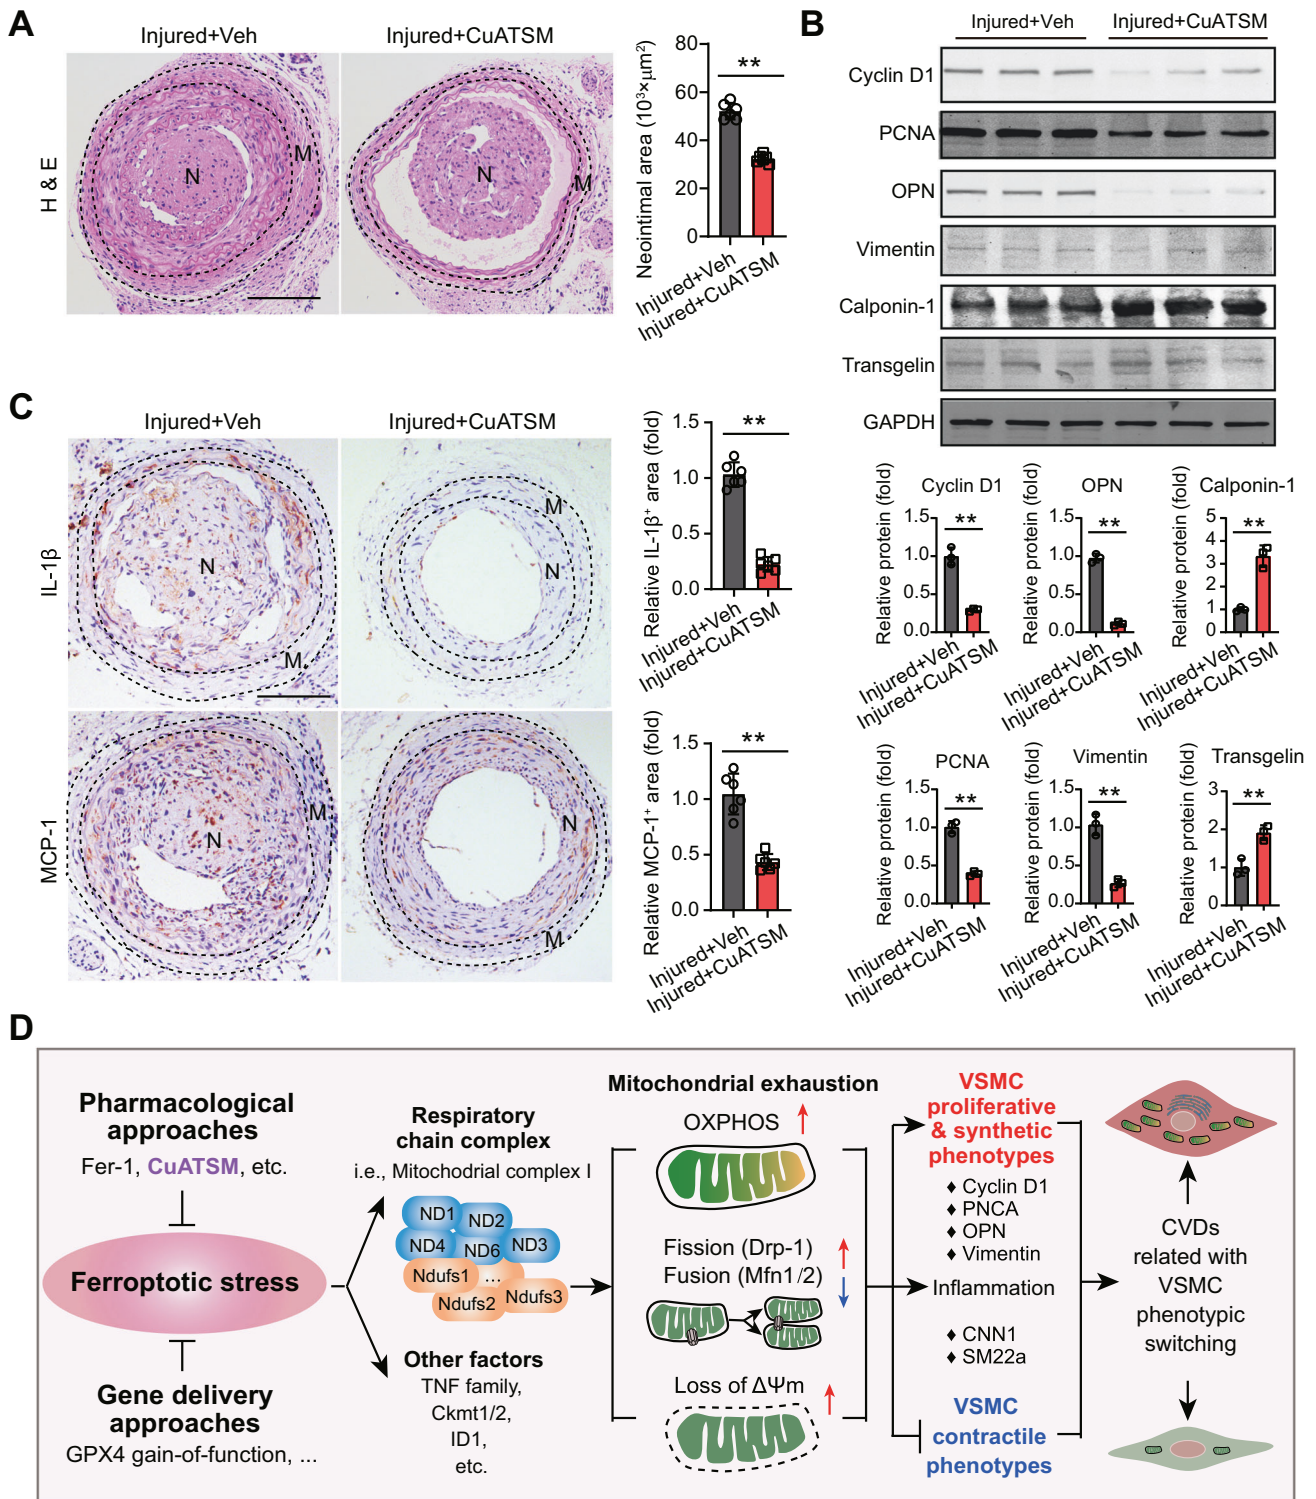 A
Injured+Veh
Injured+CuATSM
H & E
N
M
N
M
Neointimal area (10³×μm²)
80
60
40
20
0
**
Injured+Veh
Injured+CuATSM
B
Injured+Veh
Injured+CuATSM
Cyclin D1
PCNA
OPN
Vimentin
Calponin-1
Transgelin
GAPDH
Relative protein (fold)
Cyclin D1
1.5
1.0
0.5
0.0
**
Injured+Veh
Injured+CuATSM
Relative protein (fold)
OPN
1.5
1.0
0.5
0.0
**
Injured+Veh
Injured+CuATSM
Relative protein (fold)
Calponin-1
5
4
3
2
1
0
**
Injured+Veh
Injured+CuATSM
Relative protein (fold)
PCNA
1.5
1.0
0.5
0.0
**
Injured+Veh
Injured+CuATSM
Relative protein (fold)
Vimentin
1.5
1.0
0.5
0.0
**
Injured+Veh
Injured+CuATSM
Relative protein (fold)
Transgelin
3
2
1
0
**
Injured+Veh
Injured+CuATSM
C
Injured+Veh
Injured+CuATSM
IL-1β
N
M
M
N
Relative IL-1β⁺ area (fold)
1.5
1.0
0.5
0.0
**
Injured+Veh
Injured+CuATSM
MCP-1
M
N
N
M
Relative MCP-1⁺ area (fold)
1.5
1.0
0.5
0.0
**
Injured+Veh
Injured+CuATSM
D
Pharmacological
approaches
Fer-1, CuATSM, etc.
Ferroptotic stress
Gene delivery
approaches
GPX4 gain-of-function, ...
Respiratory
chain complex
i.e., Mitochodrial complex I
ND1
ND2
ND4
ND6
ND3
Ndufs1
...
Ndufs2
Ndufs3
Other factors
TNF family,
Ckmt1/2,
ID1,
etc.
Mitochondrial exhaustion
OXPHOS
Fission (Drp-1)
Fusion (Mfn1/2)
Loss of ΔΨm
VSMC
proliferative
& synthetic
phenotypes
♦ Cyclin D1
♦ PNCA
♦ OPN
♦ Vimentin
Inflammation
♦ CNN1
♦ SM22a
VSMC
contractile
phenotypes
CVDs
related with
VSMC
phenotypic
switching